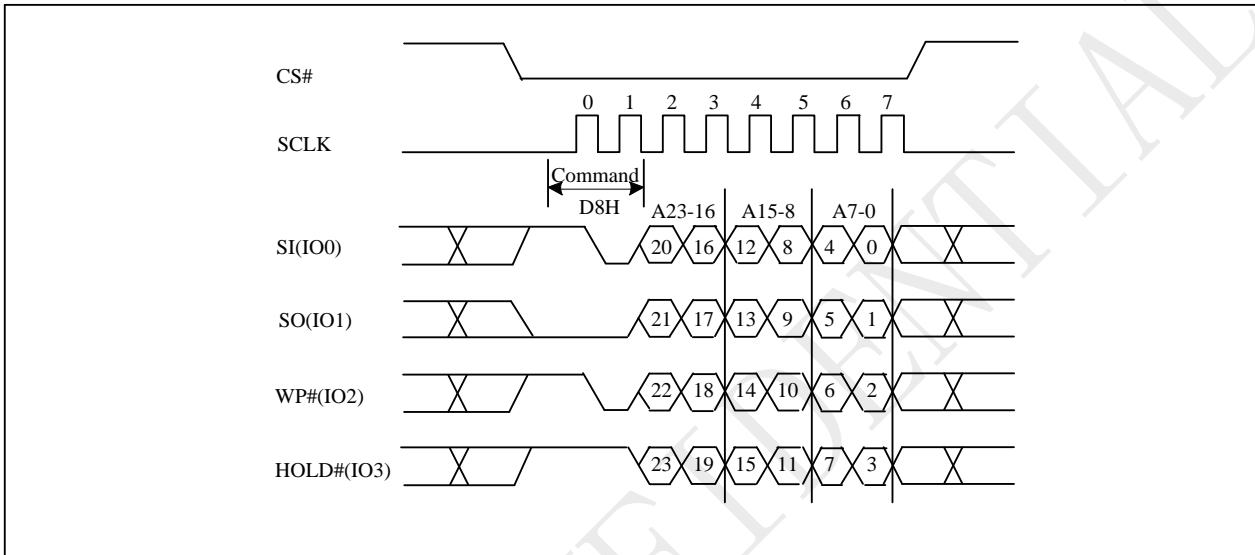 CS#
0 1 2 3 4 5 6 7
SCLK
Command
D8H
A23-16 A15-8 A7-0
SI(IO0) 20 16 12 8 4 0
SO(IO1) 21 17 13 9 5 1
WP#(IO2) 22 18 14 10 6 2
HOLD#(IO3) 23 19 15 11 7 3